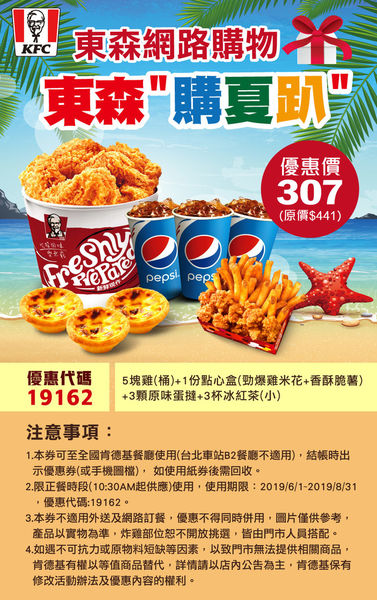 KFC
東森網路購物
東森"購夏趴"
優惠價
307
(原價$441)
Freshly
Prepared
新鮮現作
pepsi
pepsi
pepsi
優惠代碼
19162
5塊雞(桶)+1份點心盒(勁爆雞米花+香酥脆薯)
+3顆原味蛋撻+3杯冰紅茶(小)
注意事項：
1.本券可至全國肯德基餐廳使用(台北車站B2餐廳不適用)，結帳時出
示優惠券(或手機圖檔)， 如使用紙券後需回收。
2.限正餐時段(10:30AM起供應)使用，使用期限：2019/6/1-2019/8/31
，優惠代碼:19162。
3.本券不適用外送及網路訂餐，優惠不得同時併用，圖片僅供參考，
產品以實物為準，炸雞部位恕不開放挑選，皆由門市人員搭配。
4.如遇不可抗力或原物料短缺等因素，以致門市無法提供相關商品，
肯德基有權以等值商品替代，詳情請以店內公告為主，肯德基保有
修改活動辦法及優惠內容的權利。